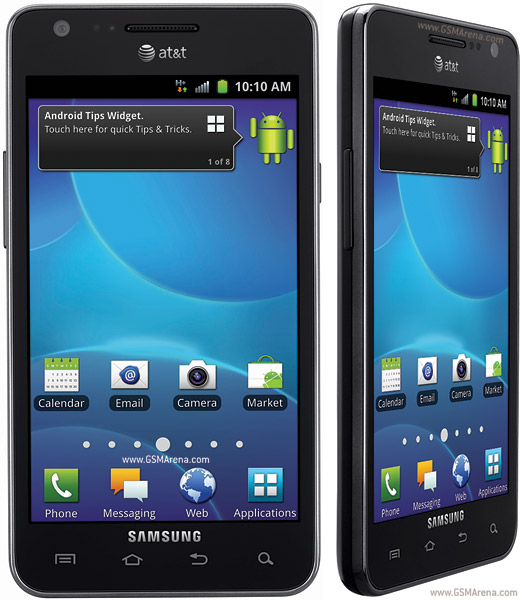 at&t
H+
10:10 AM
Android Tips Widget.
Touch here for quick Tips & Tricks.
1 of 8
Calendar
Email
Camera
Market
www.GSMArena.com
Phone
Messaging
Web
Applications
SAMSUNG
www.GSMArena.com
at&t
10:10 AM
Android Tips Widget.
Touch here for quick Tips & Tricks.
1 of 8
Calendar
Email
Camera
Market
Phone
Messaging
Web
Applications
SAMSUNG
www.GSMArena.com